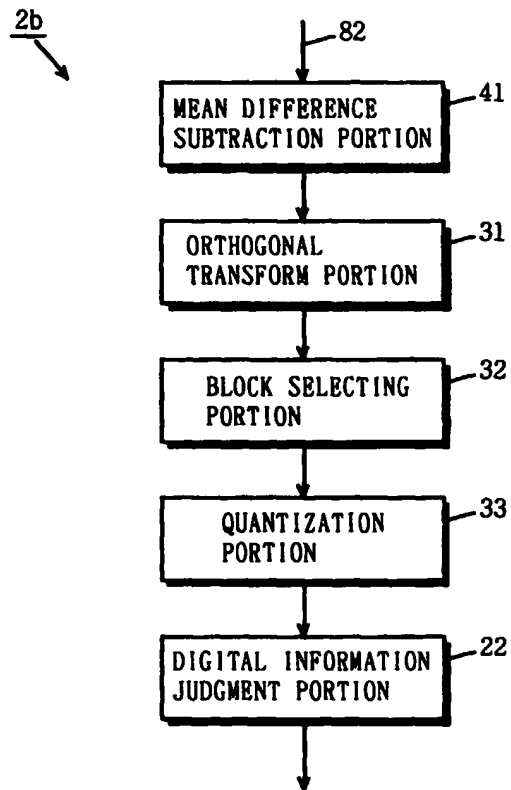 2b
82
MEAN DIFFERENCE
SUBTRACTION PORTION
41
ORTHOGONAL
TRANSFORM PORTION
31
BLOCK SELECTING
PORTION
32
QUANTIZATION
PORTION
33
DIGITAL INFORMATION
JUDGMENT PORTION
22